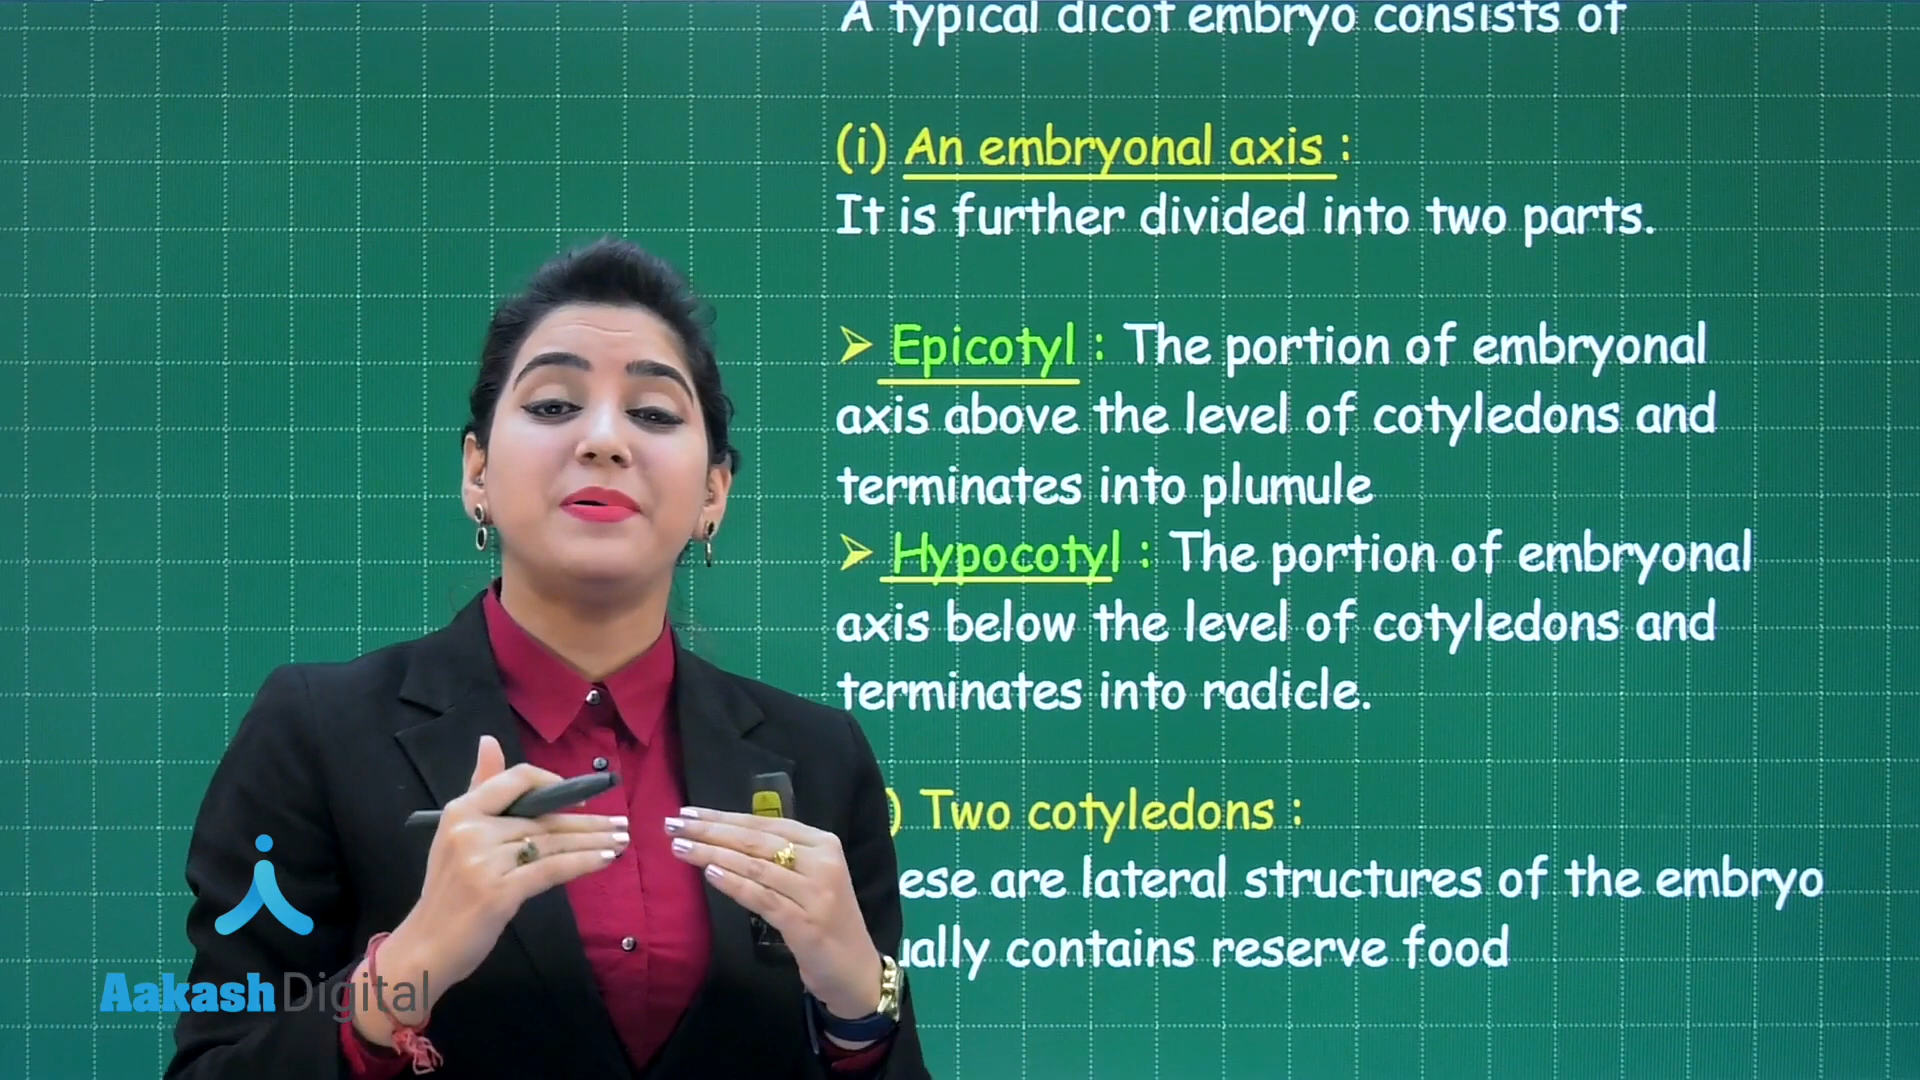 A typical dicot embryo consists of
(i) An embryonal axis :
It is further divided into two parts.
➤ Epicotyl : The portion of embryonal
axis above the level of cotyledons and
terminates into plumule
➤ Hypocotyl : The portion of embryonal
axis below the level of cotyledons and
terminates into radicle.
) Two cotyledons :
ese are lateral structures of the embryo
ually contains reserve food
Aakash Digital